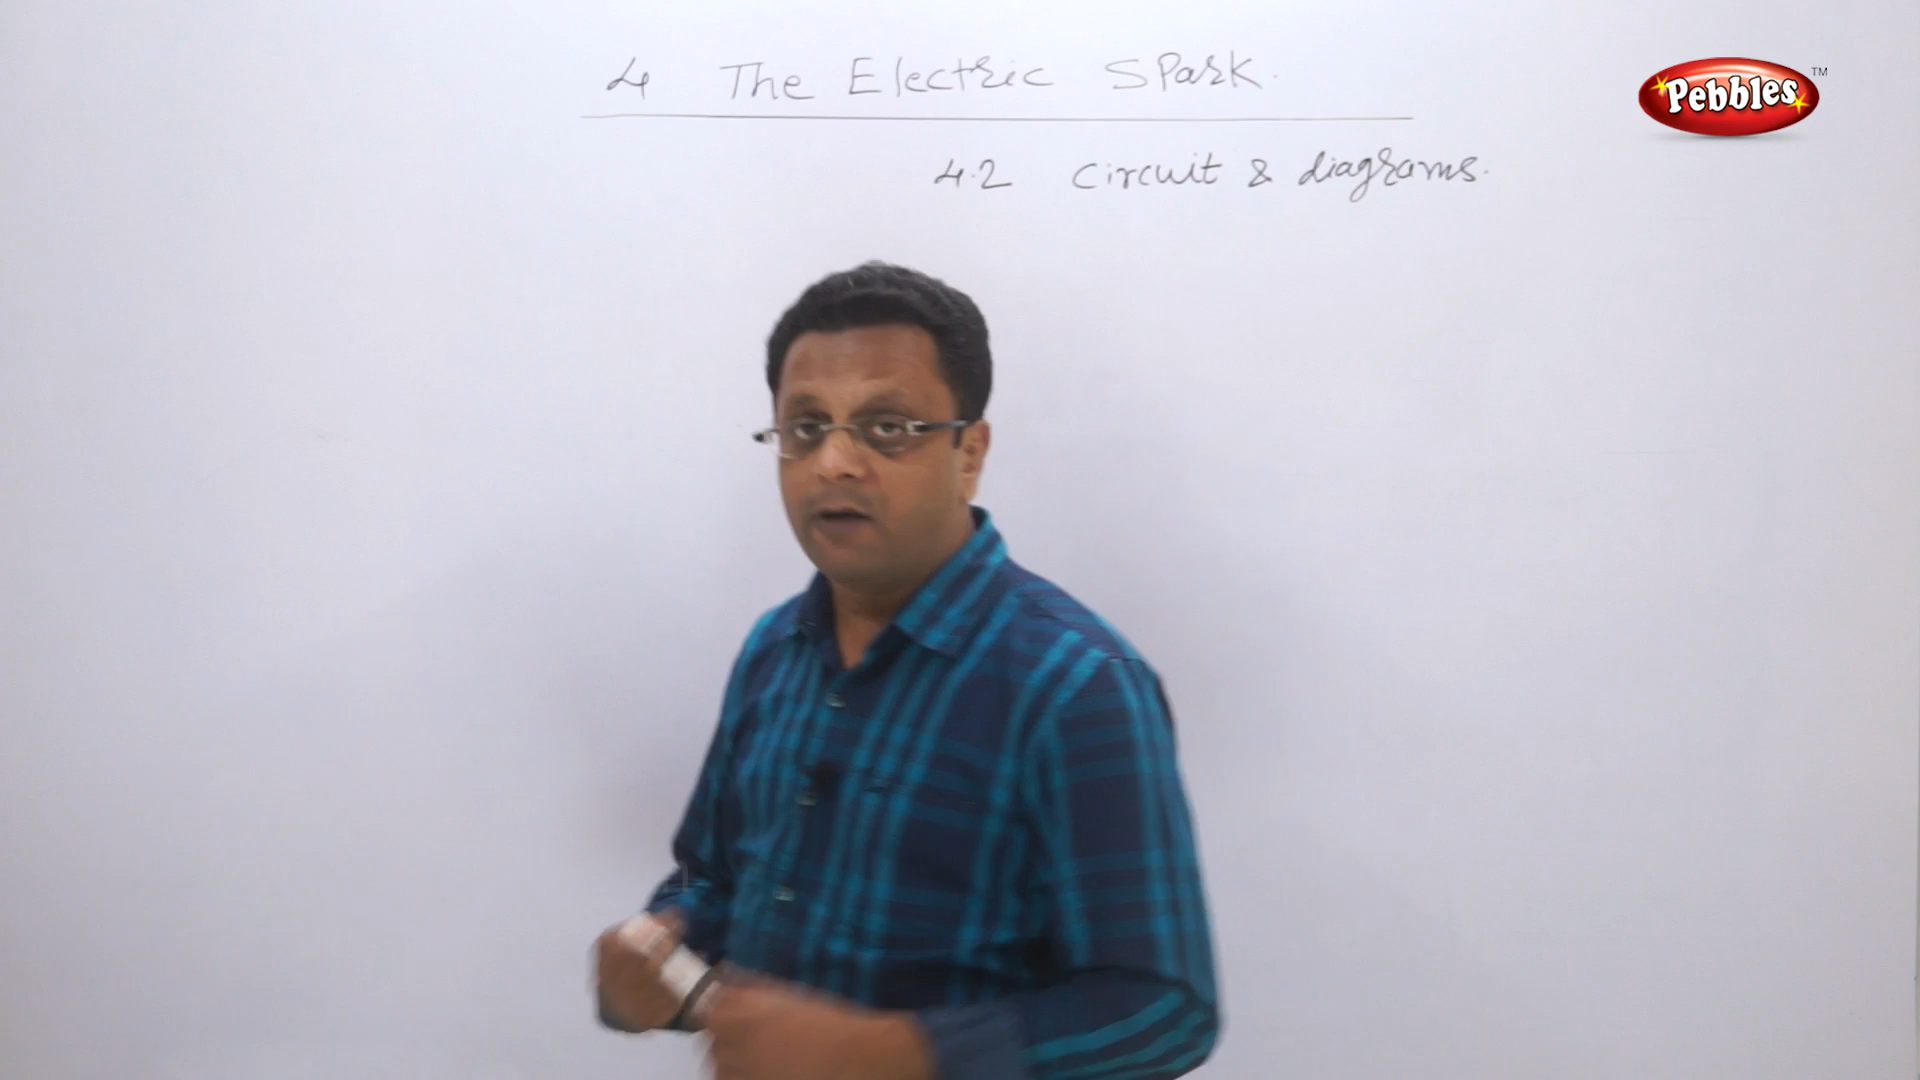 4 The Electric Spark.
Pebbles TM
4.2 Circuit & diagrams.